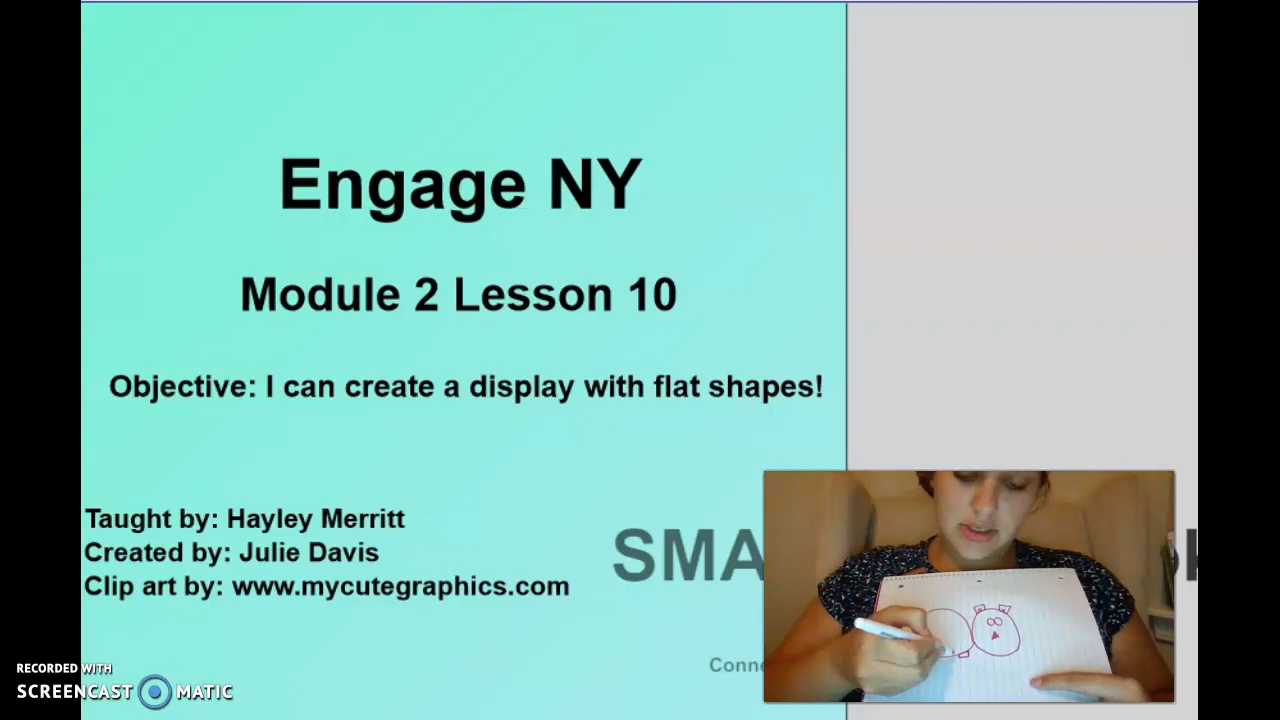 Engage NY
Module 2 Lesson 10
Objective: I can create a display with flat shapes!
Taught by: Hayley Merritt
Created by: Julie Davis
Clip art by: www.mycutegraphics.com
SMA
Conne
RECORDED WITH
SCREENCAST MATIC